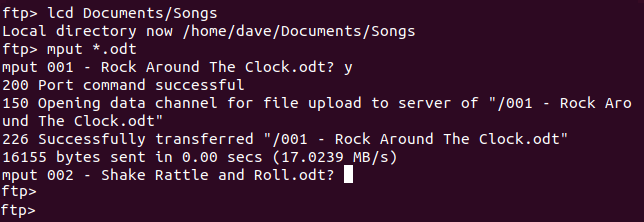 ftp> lcd Documents/Songs
Local directory now /home/dave/Documents/Songs
ftp> mput *.odt
mput 001 - Rock Around The Clock.odt? y
200 Port command successful
150 Opening data channel for file upload to server of "/001 - Rock Aro
und The Clock.odt"
226 Successfully transferred "/001 - Rock Around The Clock.odt"
16155 bytes sent in 0.00 secs (17.0239 MB/s)
mput 002 - Shake Rattle and Roll.odt?
ftp>
ftp>